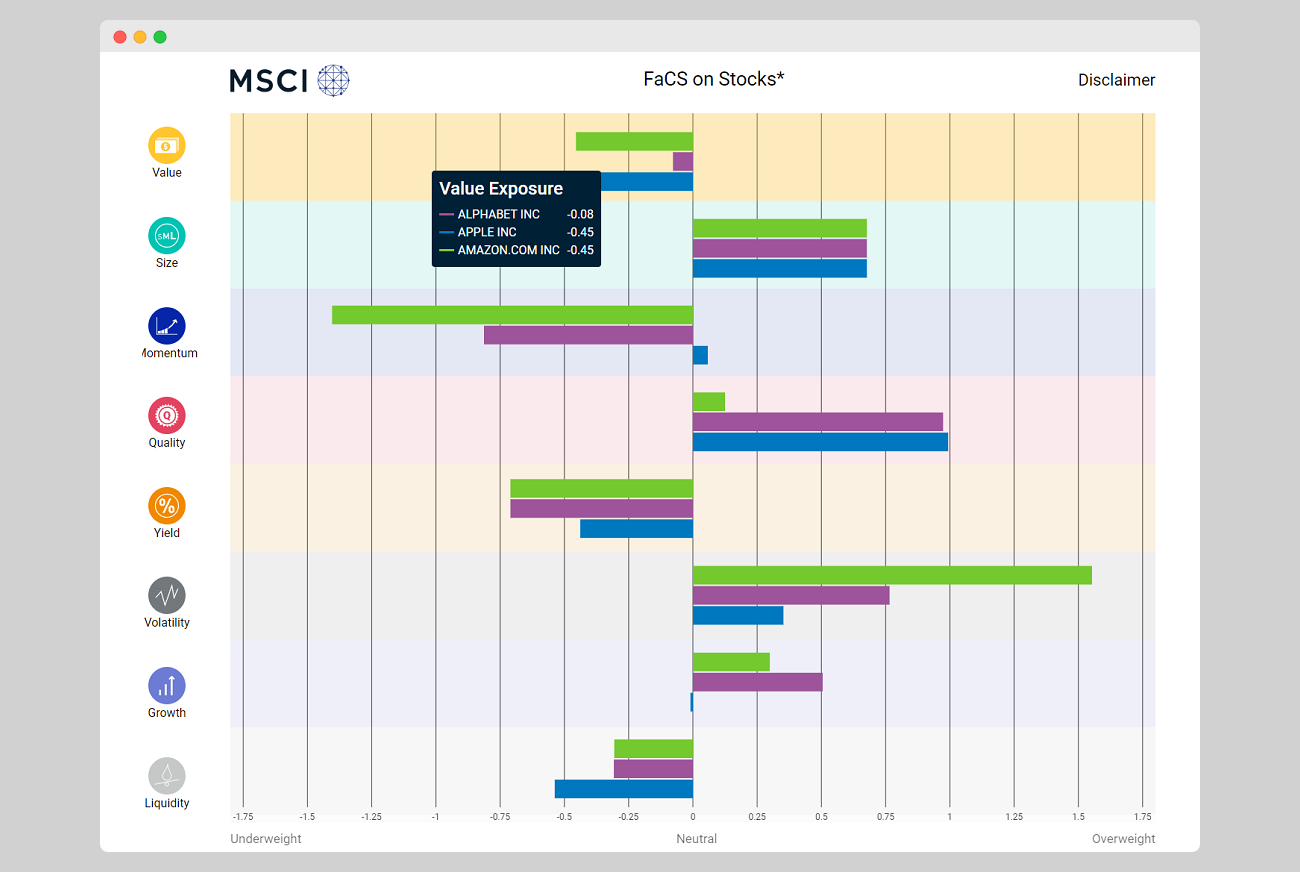 MSCI
FaCS on Stocks*
Disclaimer
Value
Value Exposure
ALPHABET INC -0.08
APPLE INC -0.45
AMAZON.COM INC -0.45
SML
Size
Momentum
Q
Quality
%
Yield
Volatility
Growth
Liquidity
-1.75 -1.5 -1.25 -1 -0.75 -0.5 -0.25 0 0.25 0.5 0.75 1 1.25 1.5 1.75
Underweight Neutral Overweight